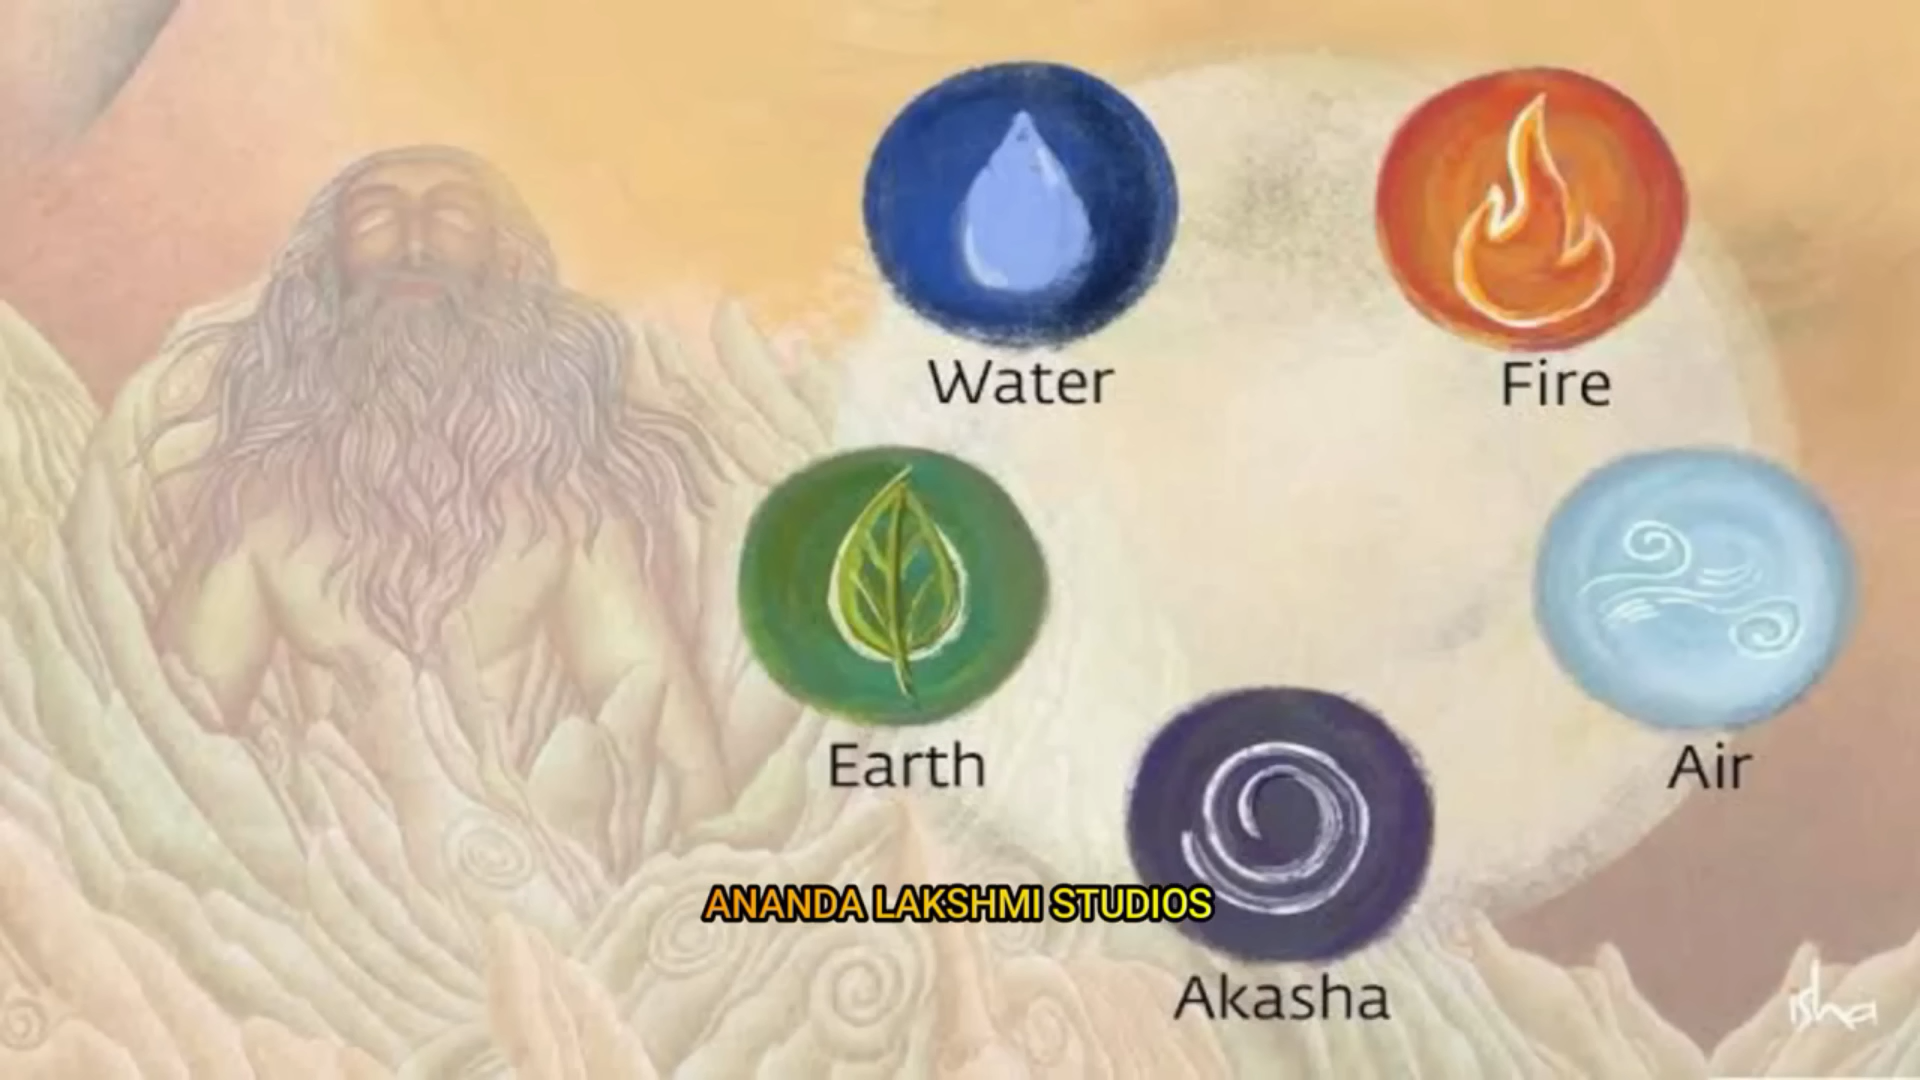 Water
Fire
Earth
Air
ANANDA LAKSHMI STUDIOS
Akasha
isha